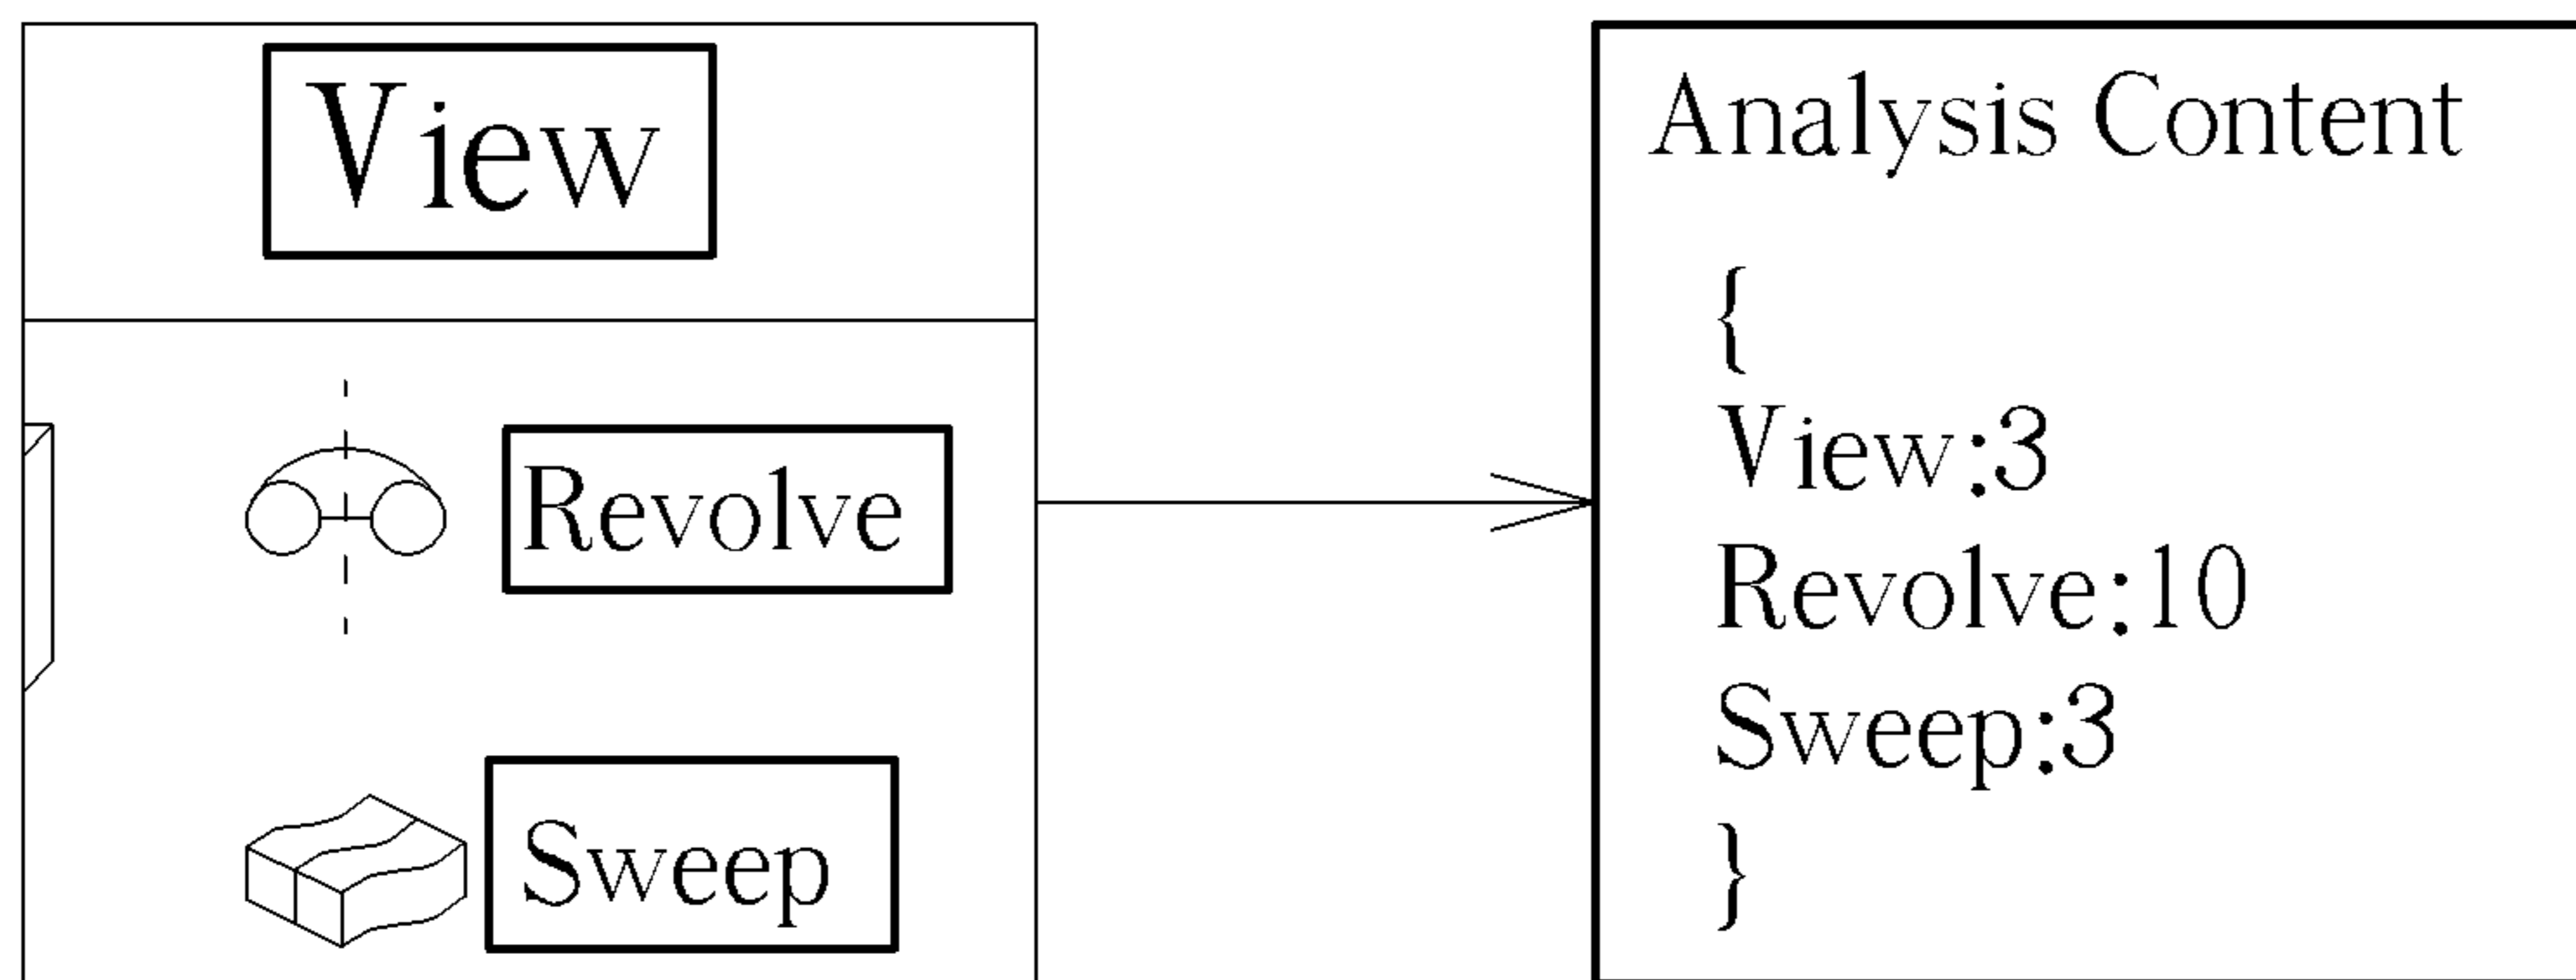 View
Revolve
Sweep
Analysis Content
{
View:3
Revolve:10
Sweep:3
}